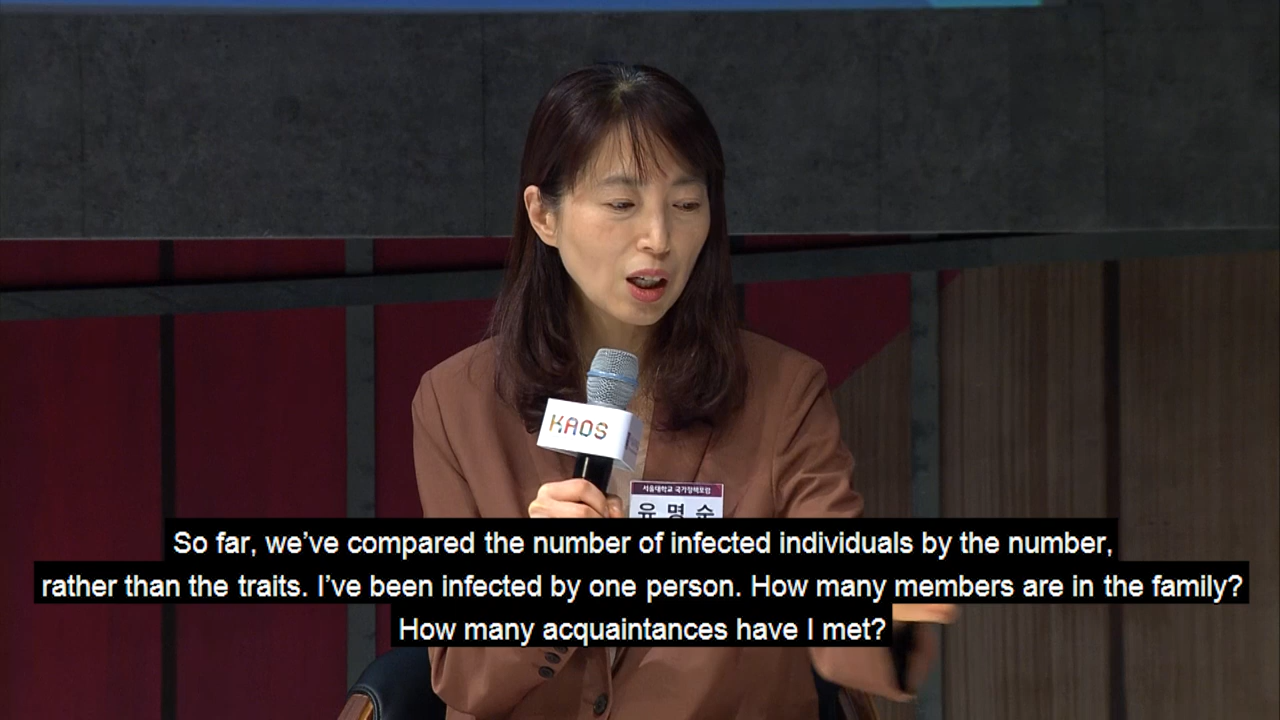 KAOS
서울대학교 국가정책포럼
유명순
So far, we’ve compared the number of infected individuals by the number,
rather than the traits. I’ve been infected by one person. How many members are in the family?
How many acquaintances have I met?